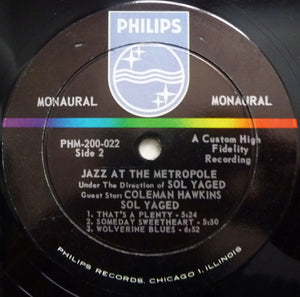 PHILIPS
MONAURAL MONAURAL
PHM-200-022
Side 2
A Custom High
Fidelity
Recording
JAZZ AT THE METROPOLE
Under The Direction of SOL YAGED
Guest Star: COLEMAN HAWKINS
SOL YAGED
1. THAT'S A PLENTY - 5:24
2. SOMEDAY SWEETHEART - 5:50
3. WOLVERINE BLUES - 6:52
PHILIPS RECORDS, CHICAGO 1, ILLINOIS